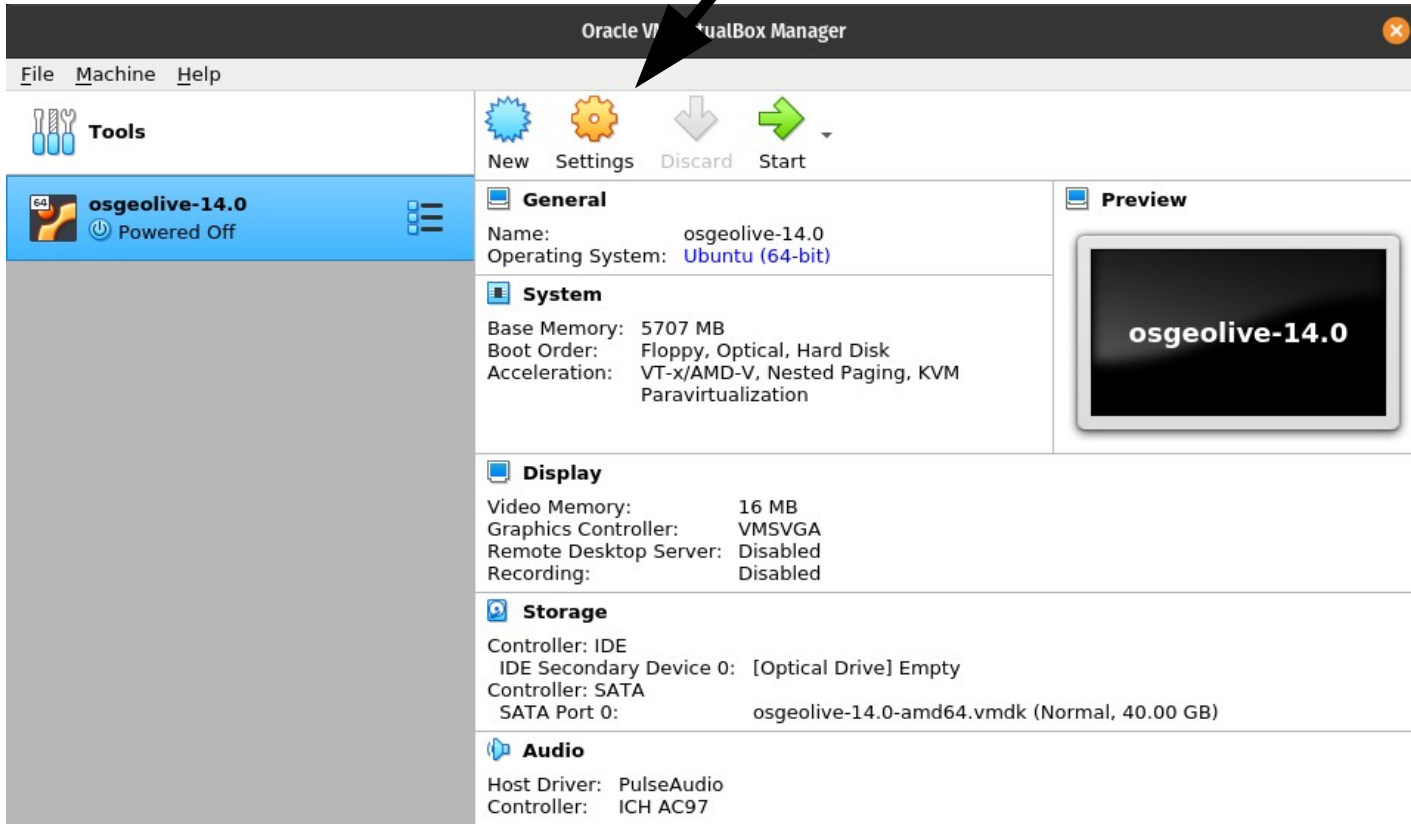 Oracle VM VirtualBox Manager
File Machine Help
Tools
New Settings Discard Start
64
osgeolive-14.0
Powered Off
General
Name: osgeolive-14.0
Operating System: Ubuntu (64-bit)
Preview
osgeolive-14.0
System
Base Memory: 5707 MB
Boot Order: Floppy, Optical, Hard Disk
Acceleration: VT-x/AMD-V, Nested Paging, KVM
Paravirtualization
Display
Video Memory: 16 MB
Graphics Controller: VMSVGA
Remote Desktop Server: Disabled
Recording: Disabled
Storage
Controller: IDE
IDE Secondary Device 0: [Optical Drive] Empty
Controller: SATA
SATA Port 0: osgeolive-14.0-amd64.vmdk (Normal, 40.00 GB)
Audio
Host Driver: PulseAudio
Controller: ICH AC97